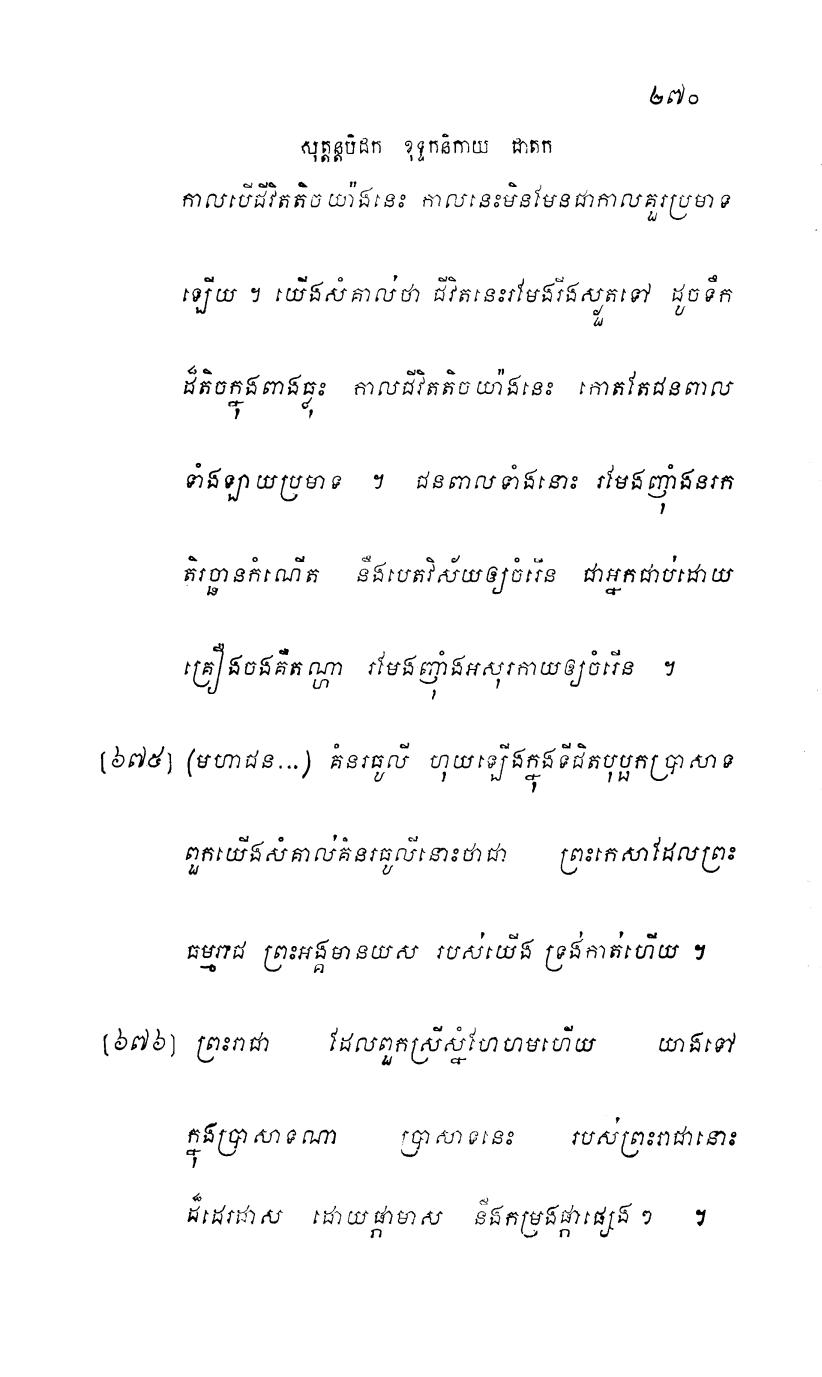 ២៧០
សុត្តន្តបិដក ខុទ្ទកនិកាយ ជាតក
កាលបើជីវិតតិចយ៉ាងនេះ កាលនេះមិនមែនជាកាលគួរប្រមាទ
ឡើយ ។ យើងសំគាល់ថា ជីវិតនេះរមែងរីងស្ងួតទៅ ដូចទឹក
ដ៏តិចក្នុងពាងធ្លុះ កាលជីវិតតិចយ៉ាងនេះ កោតតែជនពាល
ទាំងឡាយប្រមាទ ។ ជនពាលទាំងនោះ រមែងញ៉ាំងនរក
តិរច្ឆានកំណើត នឹងបេតវិស័យឲ្យចំរើន ជាអ្នកជាប់ដោយ
គ្រឿងចងគឺតណ្ហា រមែងញ៉ាំងអសុរកាយឲ្យចំរើន ។
[៦៧៥] (មហាជន...) គំនរធូលី ហុយឡើងក្នុងទីជិតបុប្ផកប្រាសាទ
ពួកយើងសំគាល់គំនរធូលីនោះថាជា ព្រះកេសាដែលព្រះ
ធម្មរាជ ព្រះអង្គមានយស របស់យើង ទ្រង់កាត់ហើយ ។
[៦៧៦] ព្រះរាជា ដែលពួកស្រីស្នំហែហមហើយ យាងទៅ
ក្នុងប្រាសាទណា ប្រាសាទនេះ របស់ព្រះរាជានោះ
ដ៏ដេរដាស ដោយផ្កាមាស នឹងកម្រងផ្កាផ្សេង ៗ ។